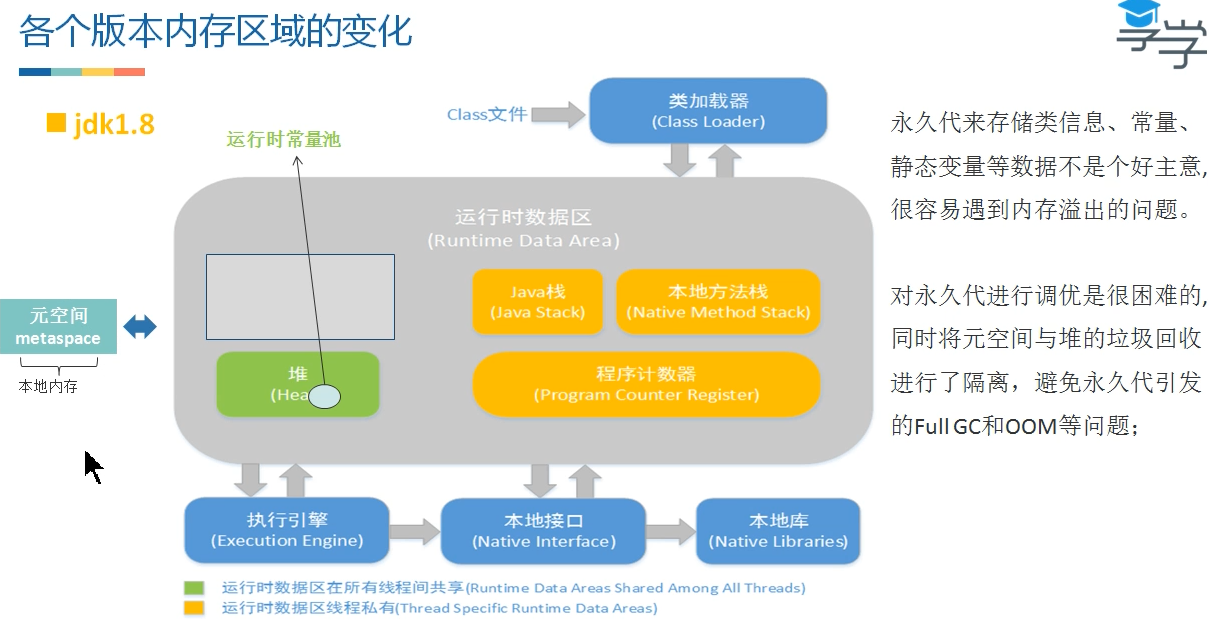 各个版本内存区域的变化
享学
jdk1.8
运行时常量池
Class文件
类加载器
(Class Loader)
运行时数据区
(Runtime Data Area)
Java栈
(Java Stack)
本地方法栈
(Native Method Stack)
元空间
metaspace
本地内存
堆
(Hea
程序计数器
(Program Counter Register)
执行引擎
(Execution Engine)
本地接口
(Native Interface)
本地库
(Native Libraries)
运行时数据区在所有线程间共享(Runtime Data Areas Shared Among All Threads)
运行时数据区线程私有(Thread Specific Runtime Data Areas)
永久代来存储类信息、常量、
静态变量等数据不是个好主意,
很容易遇到内存溢出的问题。
对永久代进行调优是很困难的,
同时将元空间与堆的垃圾回收
进行了隔离，避免永久代引发
的Full GC和OOM等问题；